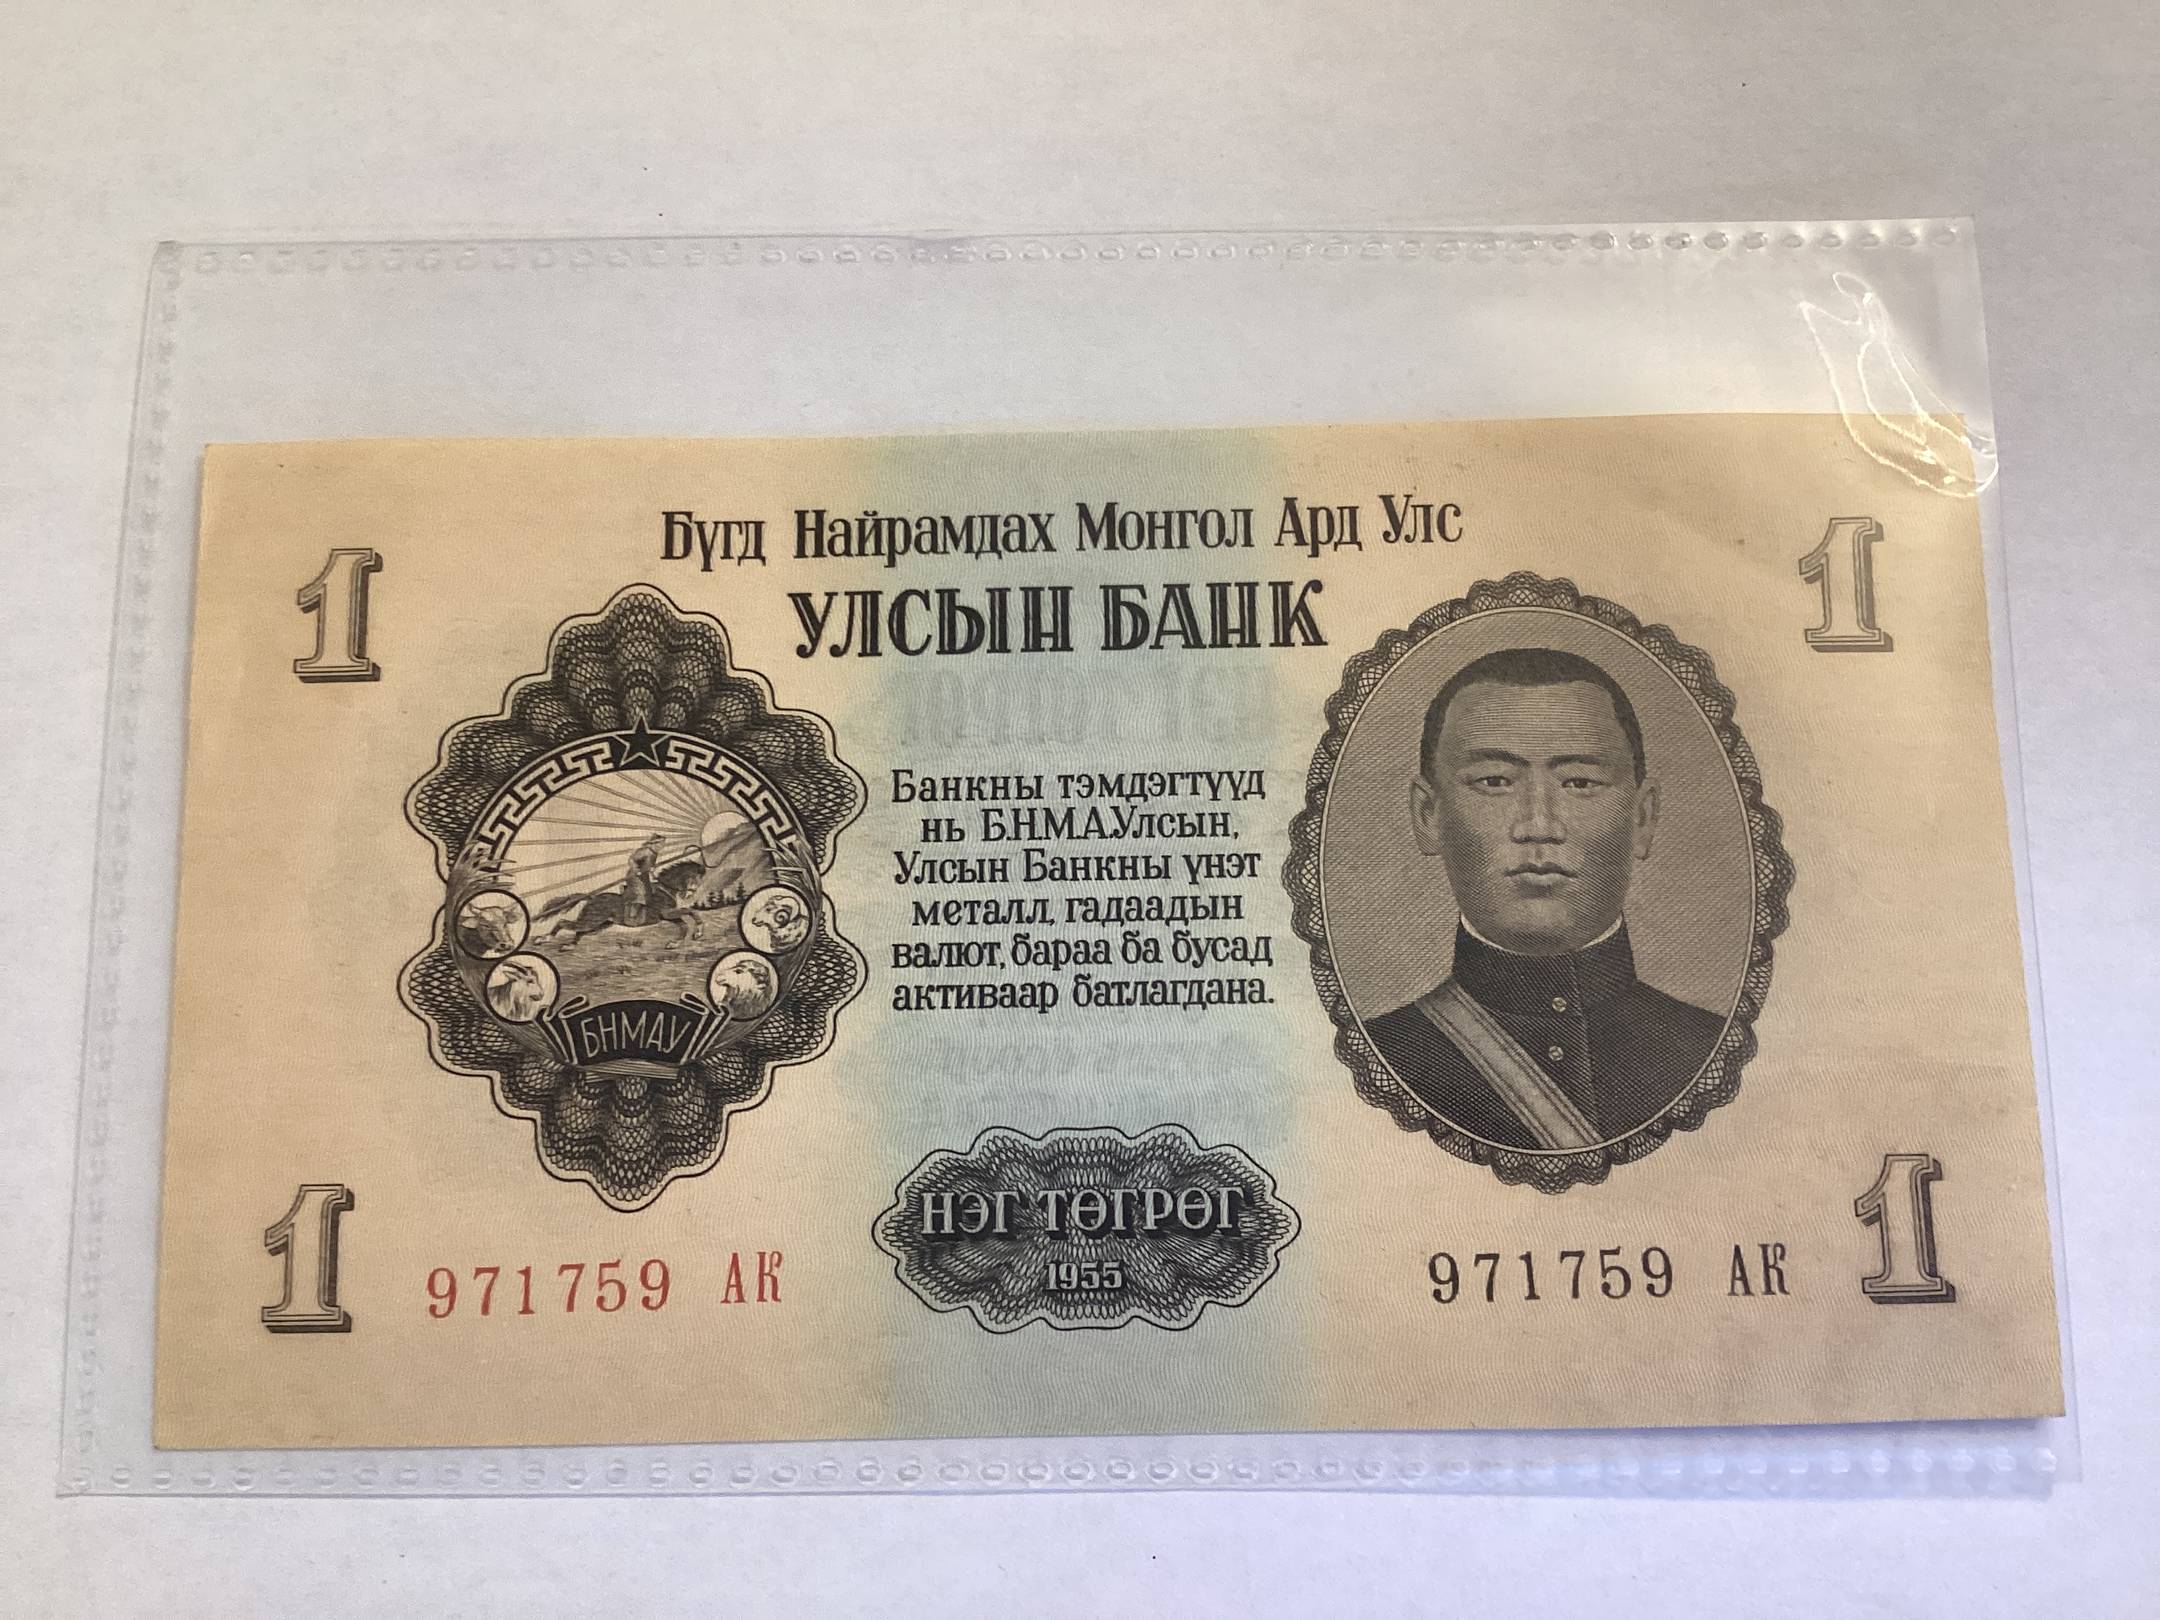 Бүгд Найрамдах Монгол Ард Улс
УЛСЫН БАНК
1
1
Банкны тэмдэгтүүд
нь Б.Н.М.А.Улсын,
Улсын Банкны үнэт
металл, гадаадын
валют, бараа ба бусад
активаар батлагдана.
БНМАУ
НЭГ ТӨГРӨГ
1955
1
971759 АК
971759 АК
1